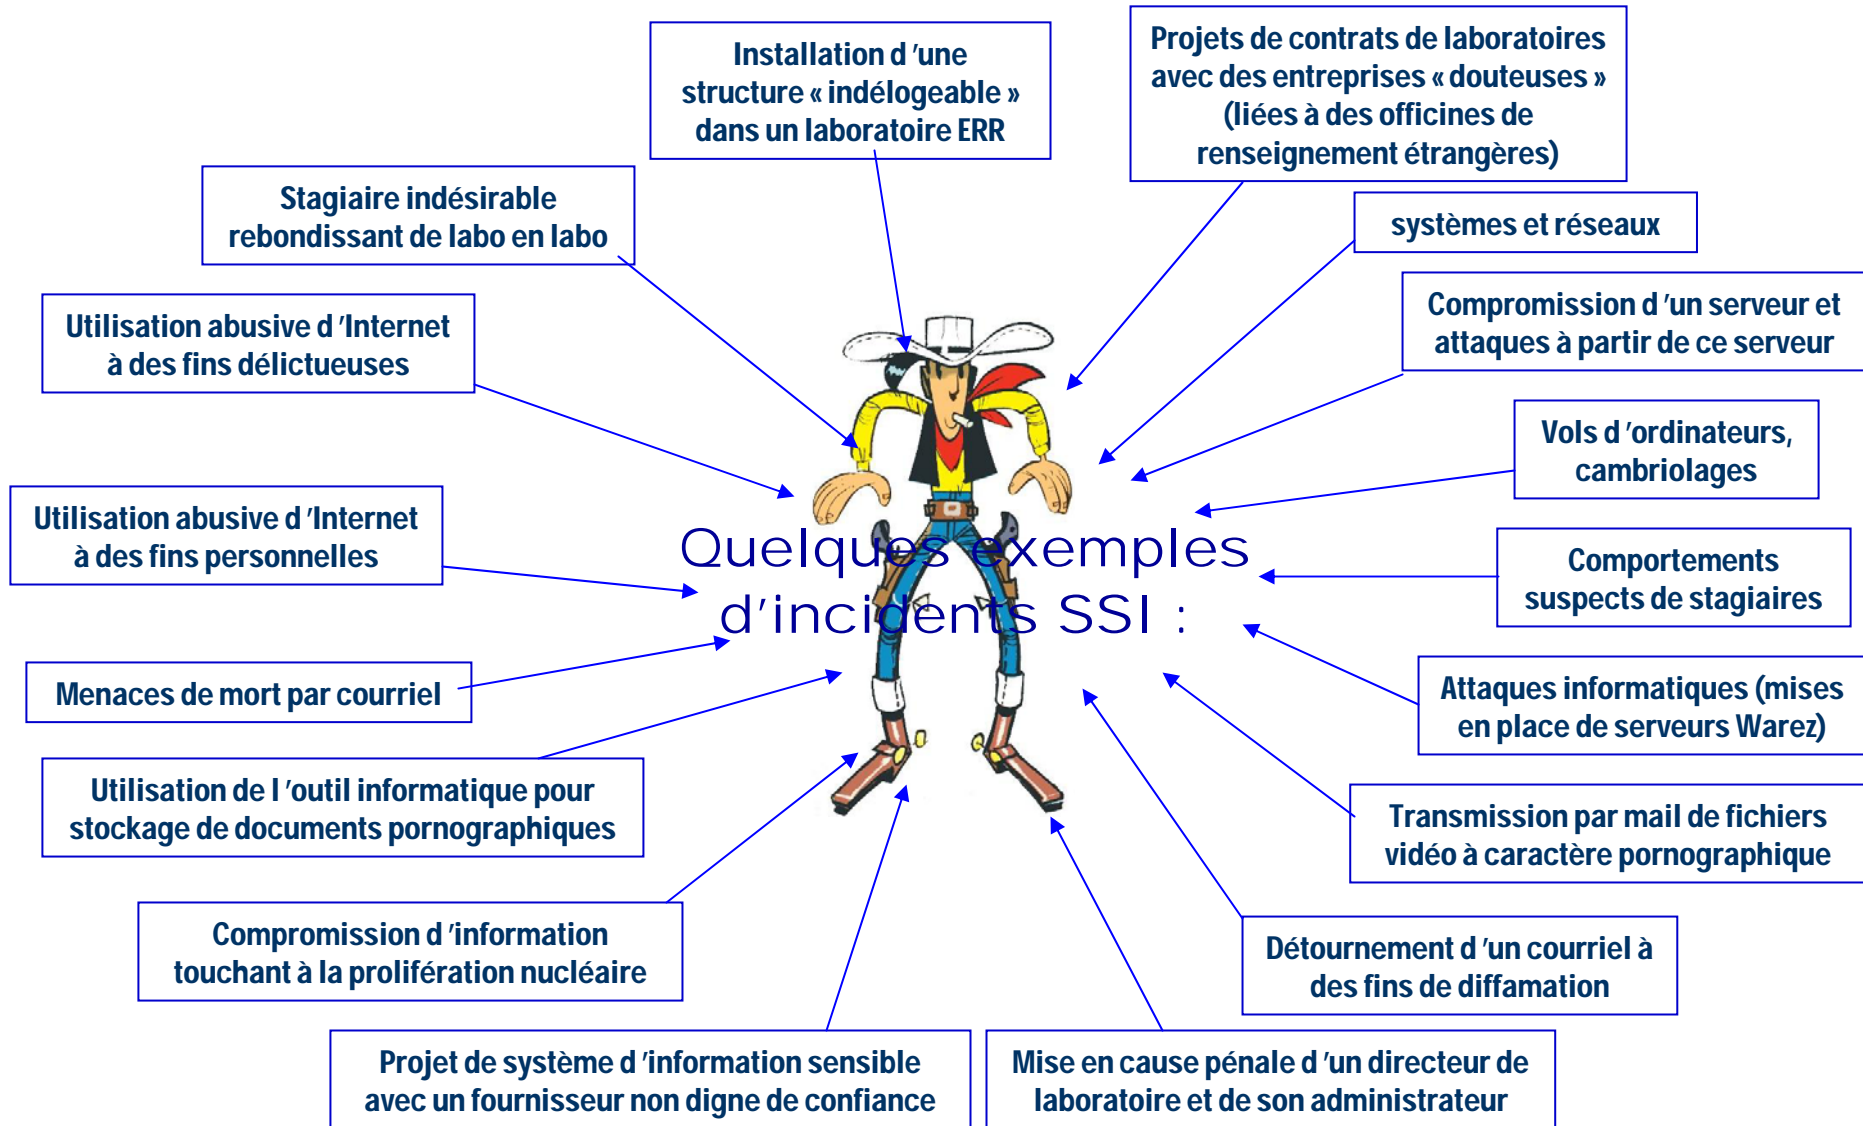 Installation d 'une
structure « indélogeable »
dans un laboratoire ERR
Projets de contrats de laboratoires
avec des entreprises « douteuses »
(liées à des officines de
renseignement étrangères)
Stagiaire indésirable
rebondissant de labo en labo
systèmes et réseaux
Utilisation abusive d 'Internet
à des fins délictueuses
Compromission d 'un serveur et
attaques à partir de ce serveur
Vols d 'ordinateurs,
cambriolages
Utilisation abusive d 'Internet
à des fins personnelles
Quelques exemples
d'incidents SSI :
Comportements
suspects de stagiaires
Menaces de mort par courriel
Attaques informatiques (mises
en place de serveurs Warez)
Utilisation de l 'outil informatique pour
stockage de documents pornographiques
Transmission par mail de fichiers
vidéo à caractère pornographique
Compromission d 'information
touchant à la prolifération nucléaire
Détournement d 'un courriel à
des fins de diffamation
Projet de système d 'information sensible
avec un fournisseur non digne de confiance
Mise en cause pénale d 'un directeur de
laboratoire et de son administrateur